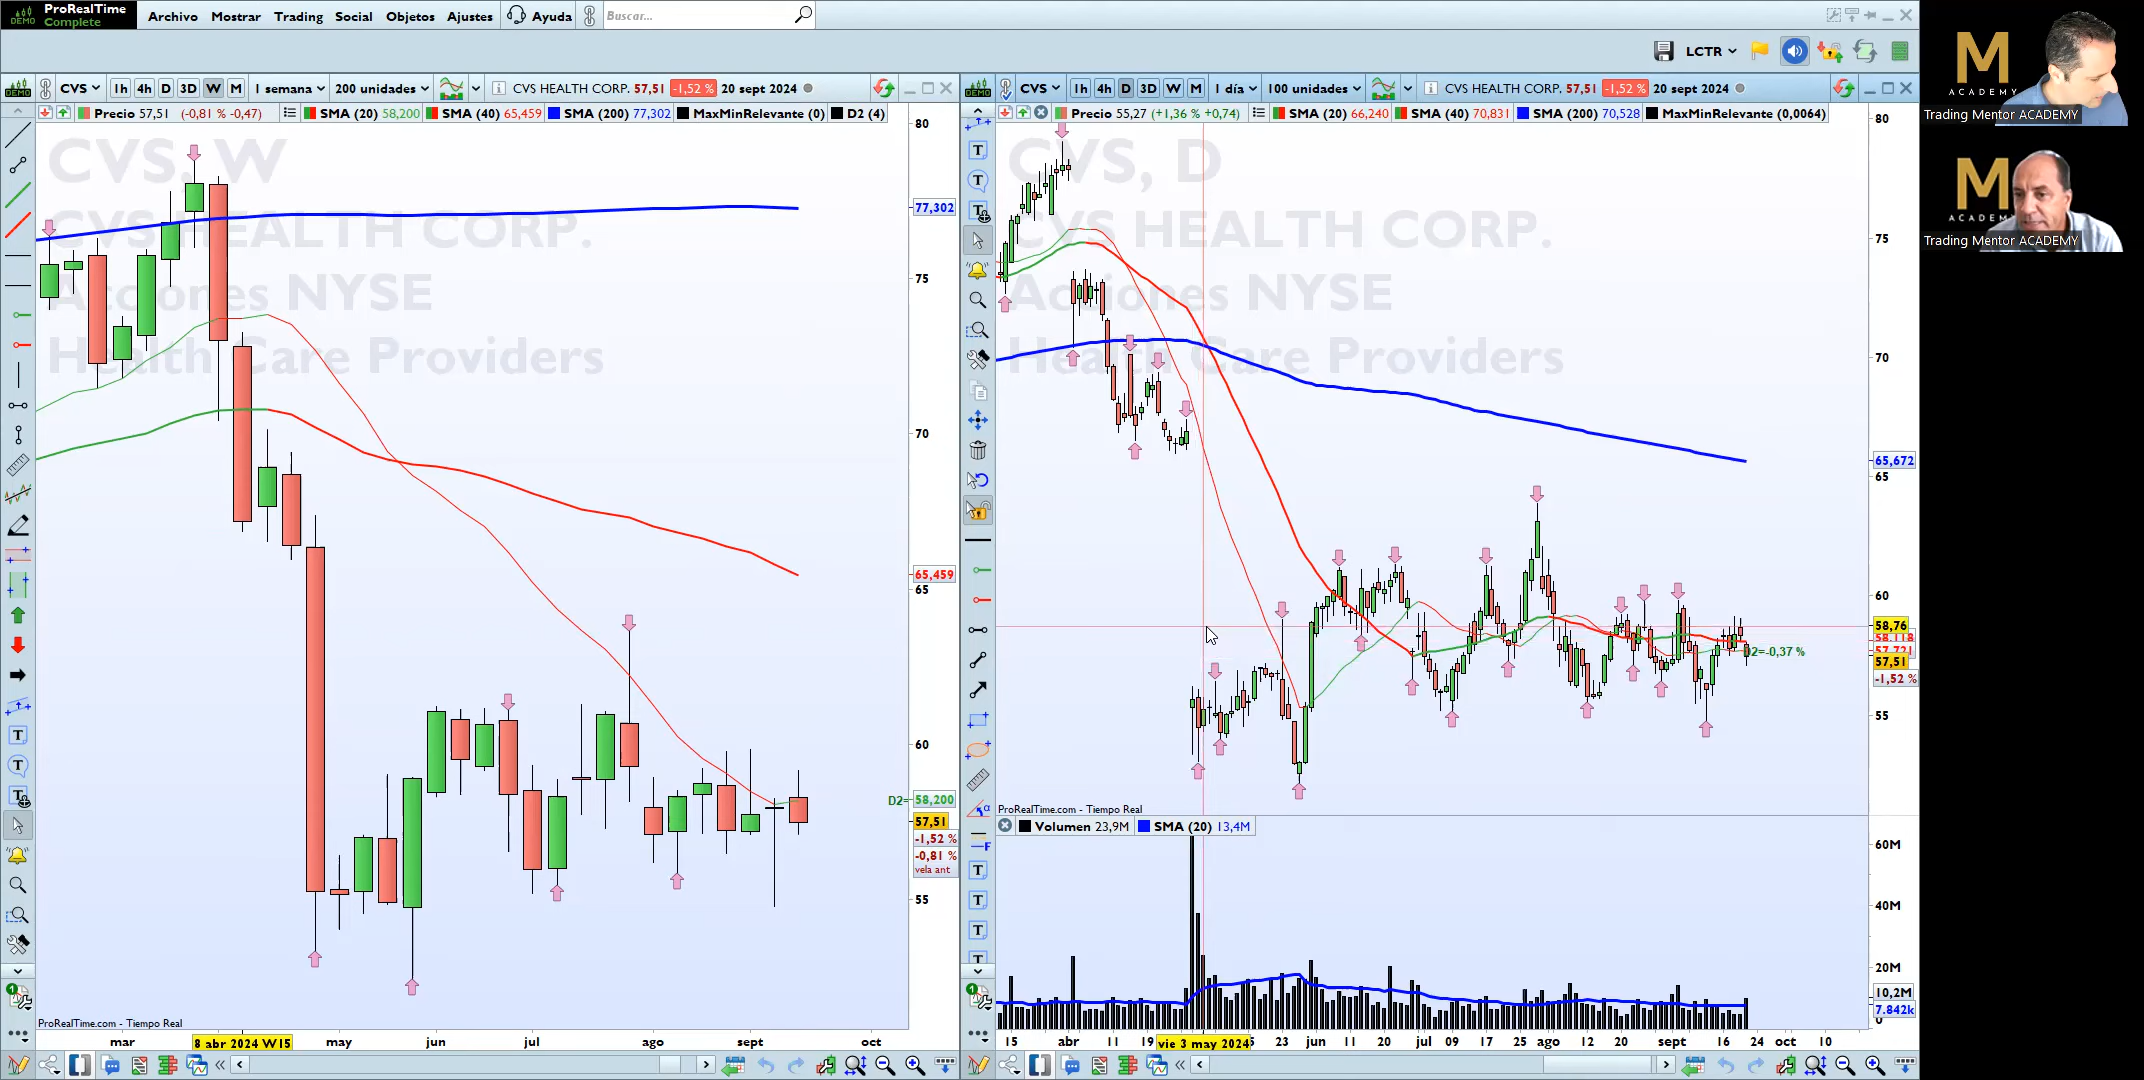 ProRealTime
DEMO Complete
Archivo Mostrar Trading Social Objetos Ajustes Ayuda Buscar...
LCTR
CVS 1h 4h D 3D W M 1 semana 200 unidades CVS HEALTH CORP. 57,51 -1,52 % 20 sept 2024
Precio 57,51 (-0,81 % -0,47) SMA (20) 58,200 SMA (40) 65,459 SMA (200) 77,302 MaxMinRelevante (0) D2 (4)
CVS, W
CVS HEALTH CORP.
Acciones NYSE
Health Care Providers
80
77,302
75
70
65,459
65
60
D2= 58,200
57,51
-1,52 %
-0,81 %
vela ant
55
ProRealTime.com - Tiempo Real
mar 8 abr 2024 W15 may jun jul ago sept oct
CVS 1h 4h D 3D W M 1 día 100 unidades CVS HEALTH CORP. 57,51 -1,52 % 20 sept 2024
Precio 55,27 (+1,36 % +0,74) SMA (20) 66,240 SMA (40) 70,831 SMA (200) 70,528 MaxMinRelevante (0,0064)
CVS, D
CVS HEALTH CORP.
Acciones NYSE
Health Care Providers
80
75
70
65,672
65
60
58,76
58,118
57,721
57,51
-1,52 %
D2=-0,37 %
55
ProRealTime.com - Tiempo Real
Volumen 23,9M SMA (20) 13,4M
60M
40M
20M
10,2M
7.842k
0
15 abr 11 19 vie 3 may 2024 23 jun 11 20 jul 09 17 25 ago 12 20 sept 16 24 oct 10
M
ACADEMY
Trading Mentor ACADEMY
M
Trading Mentor ACADEMY